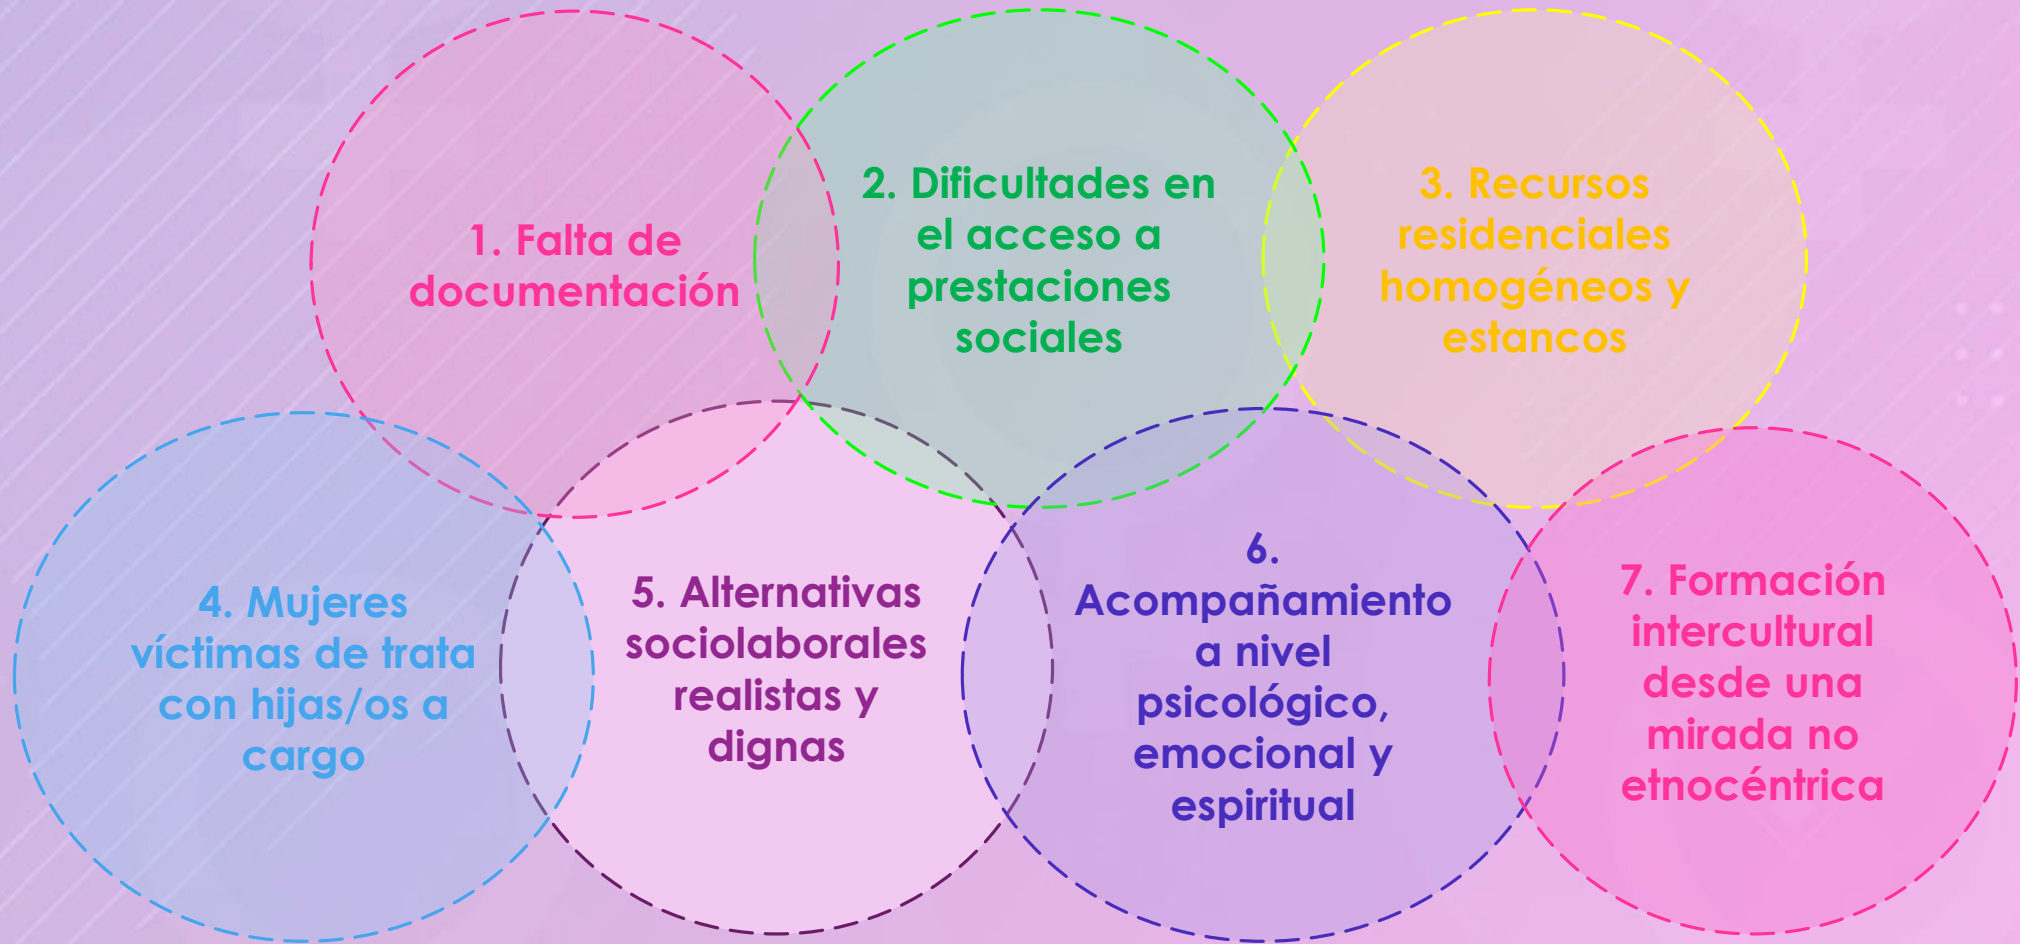 1. Falta de
documentación
2. Dificultades en
el acceso a
prestaciones
sociales
3. Recursos
residenciales
homogéneos y
estancos
4. Mujeres
víctimas de trata
con hijas/os a
cargo
5. Alternativas
sociolaborales
realistas y
dignas
6.
Acompañamiento
a nivel
psicológico,
emocional y
espiritual
7. Formación
intercultural
desde una
mirada no
etnocéntrica